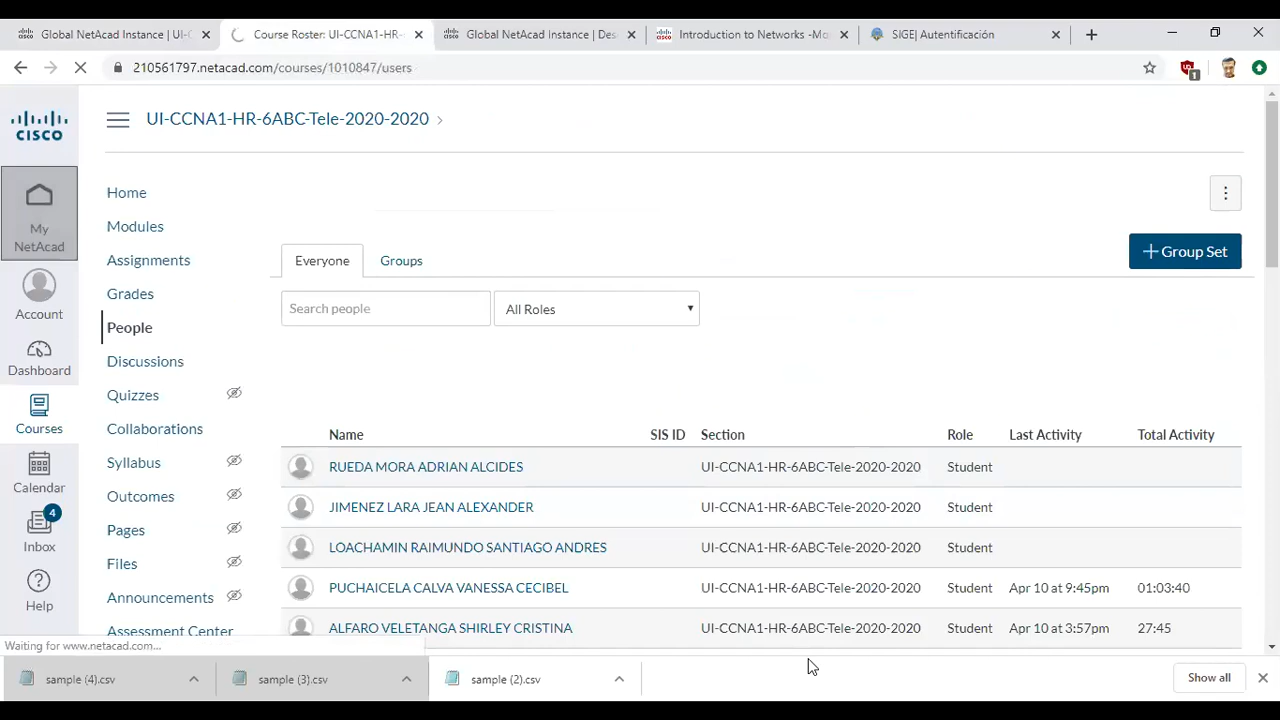 Global NetAcad Instance | UI-C
Course Roster: UI-CCNA1-HR-
Global NetAcad Instance | Des
Introduction to Networks -Mo
SIGE| Autentificación
210561797.netacad.com/courses/1010847/users
1
CISCO
UI-CCNA1-HR-6ABC-Tele-2020-2020
My
NetAcad
Account
Dashboard
Courses
Calendar
4
Inbox
Help
Home
Modules
Assignments
Grades
People
Discussions
Quizzes
Collaborations
Syllabus
Outcomes
Pages
Files
Announcements
Assessment Center
+ Group Set
Everyone Groups
Search people All Roles
Name SIS ID Section Role Last Activity Total Activity
RUEDA MORA ADRIAN ALCIDES UI-CCNA1-HR-6ABC-Tele-2020-2020 Student
JIMENEZ LARA JEAN ALEXANDER UI-CCNA1-HR-6ABC-Tele-2020-2020 Student
LOACHAMIN RAIMUNDO SANTIAGO ANDRES UI-CCNA1-HR-6ABC-Tele-2020-2020 Student
PUCHAICELA CALVA VANESSA CECIBEL UI-CCNA1-HR-6ABC-Tele-2020-2020 Student Apr 10 at 9:45pm 01:03:40
ALFARO VELETANGA SHIRLEY CRISTINA UI-CCNA1-HR-6ABC-Tele-2020-2020 Student Apr 10 at 3:57pm 27:45
Waiting for www.netacad.com...
sample (4).csv sample (3).csv sample (2).csv Show all